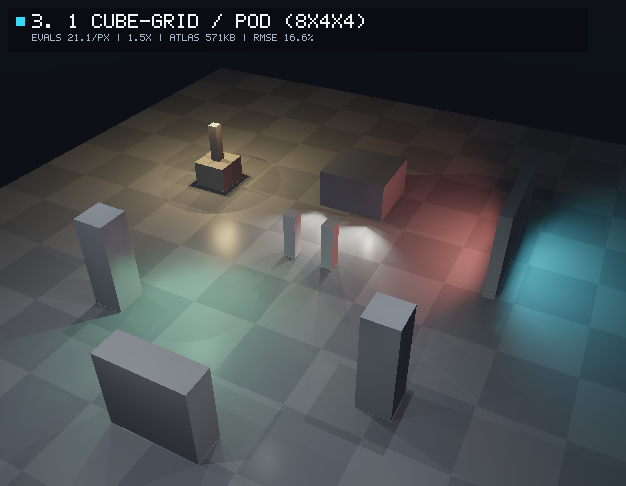 3. 1 CUBE-GRID / POD (8X4X4)
EVALS 21.1/PX | 1.5X | ATLAS 571KB | RMSE 16.6%